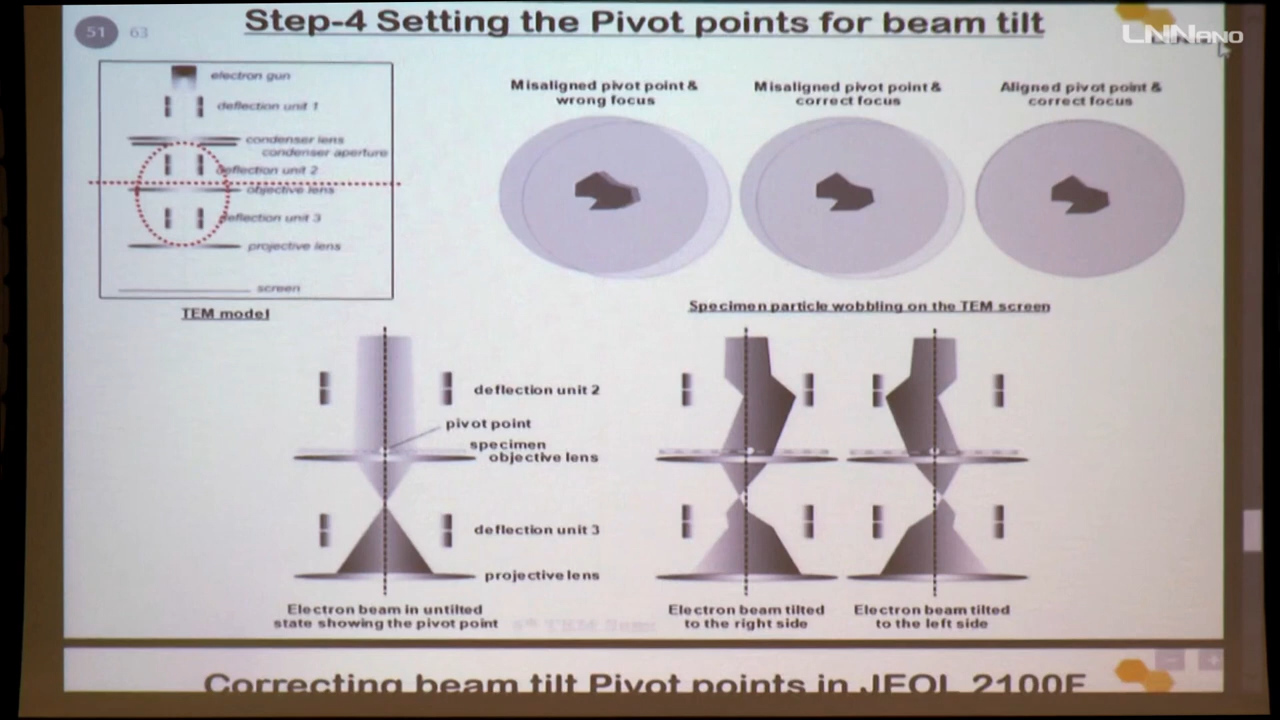 Step-4 Setting the Pivot points for beam tilt
51 63
LNNANO
electron gun
deflection unit 1
condenser lens
condenser aperture
deflection unit 2
objective lens
deflection unit 3
projective lens
screen
TEM model
Misaligned pivot point &
wrong focus
Misaligned pivot point &
correct focus
Aligned pivot point &
correct focus
Specimen particle wobbling on the TEM screen
deflection unit 2
pivot point
specimen
objective lens
deflection unit 3
projective lens
Electron beam in untilted
state showing the pivot point
Electron beam tilted
to the right side
Electron beam tilted
to the left side
Correcting beam tilt Pivot points in JEOL 2100F